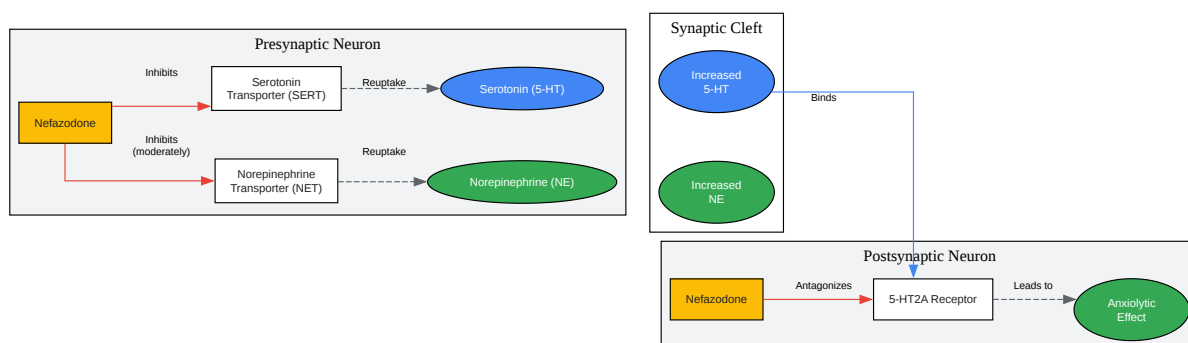 Presynaptic Neuron
Nefazodone
Inhibits
Serotonin
Transporter (SERT)
Reuptake
Serotonin (5-HT)
Inhibits
(moderately)
Norepinephrine
Transporter (NET)
Reuptake
Norepinephrine (NE)
Synaptic Cleft
Increased
5-HT
Binds
Increased
NE
Postsynaptic Neuron
Nefazodone
Antagonizes
5-HT2A Receptor
Leads to
Anxiolytic
Effect